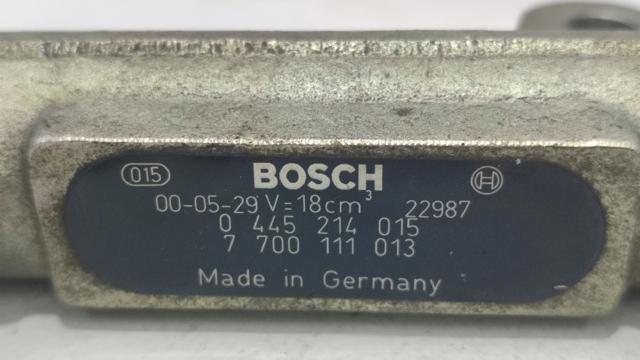 015 BOSCH
00-05-29 V=18cm³ 22987
0 445 214 015
7 700 111 013
Made in Germany